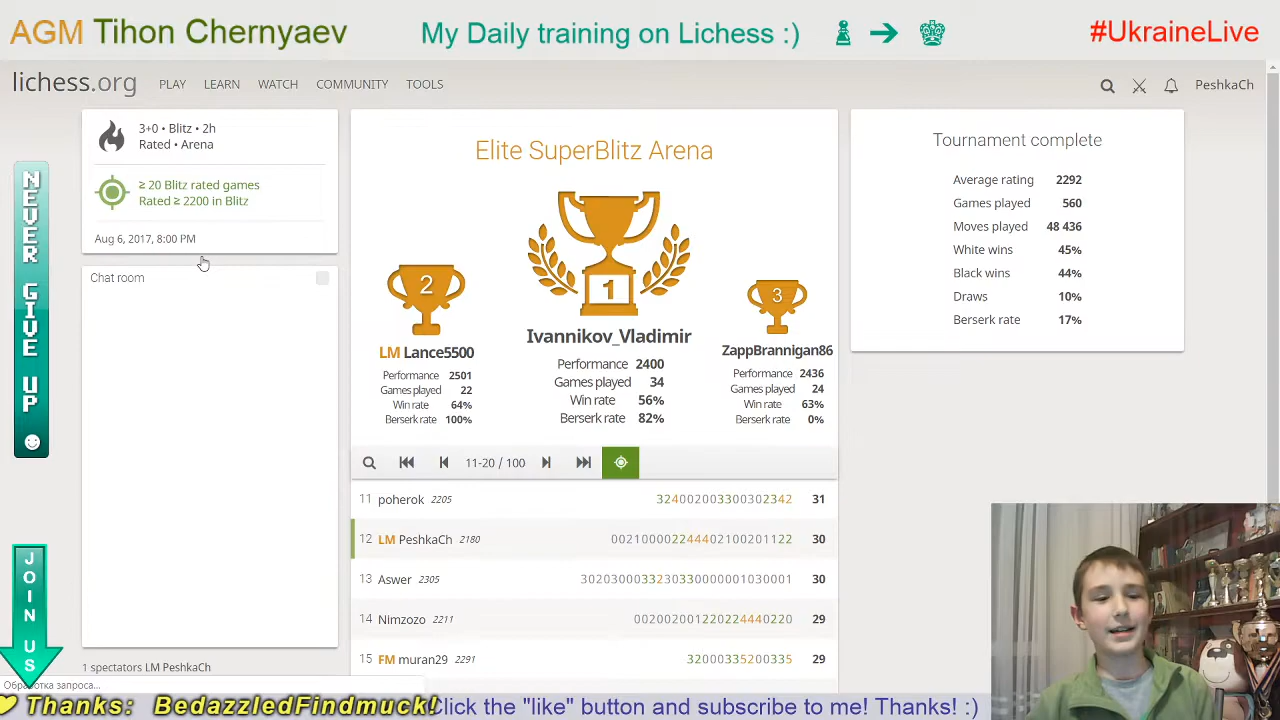 AGM Tihon Chernyaev
My Daily training on Lichess :)
#UkraineLive
lichess.org PLAY LEARN WATCH COMMUNITY TOOLS PeshkaCh
NEVER GIVE UP
JOIN US
3+0 • Blitz • 2h
Rated • Arena
≥ 20 Blitz rated games
Rated ≥ 2200 in Blitz
Aug 6, 2017, 8:00 PM
Chat room
1 spectators LM PeshkaCh
Обработка запроса...
Elite SuperBlitz Arena
2
LM Lance5500
Performance 2501
Games played 22
Win rate 64%
Berserk rate 100%
1
Ivannikov_Vladimir
Performance 2400
Games played 34
Win rate 56%
Berserk rate 82%
3
ZappBrannigan86
Performance 2436
Games played 24
Win rate 63%
Berserk rate 0%
11-20 / 100
11 poherok 2205 324002003300302342 31
12 LM PeshkaCh 2180 002100002244402100201122 30
13 Aswer 2305 3020300033230330000001030001 30
14 Nimzozo 2211 002002001220224440220 29
15 FM muran29 2291 32000335200335 29
Tournament complete
Average rating 2292
Games played 560
Moves played 48 436
White wins 45%
Black wins 44%
Draws 10%
Berserk rate 17%
Thanks: BedazzledFindmuck!
Click the "like" button and subscribe to me! Thanks! :)